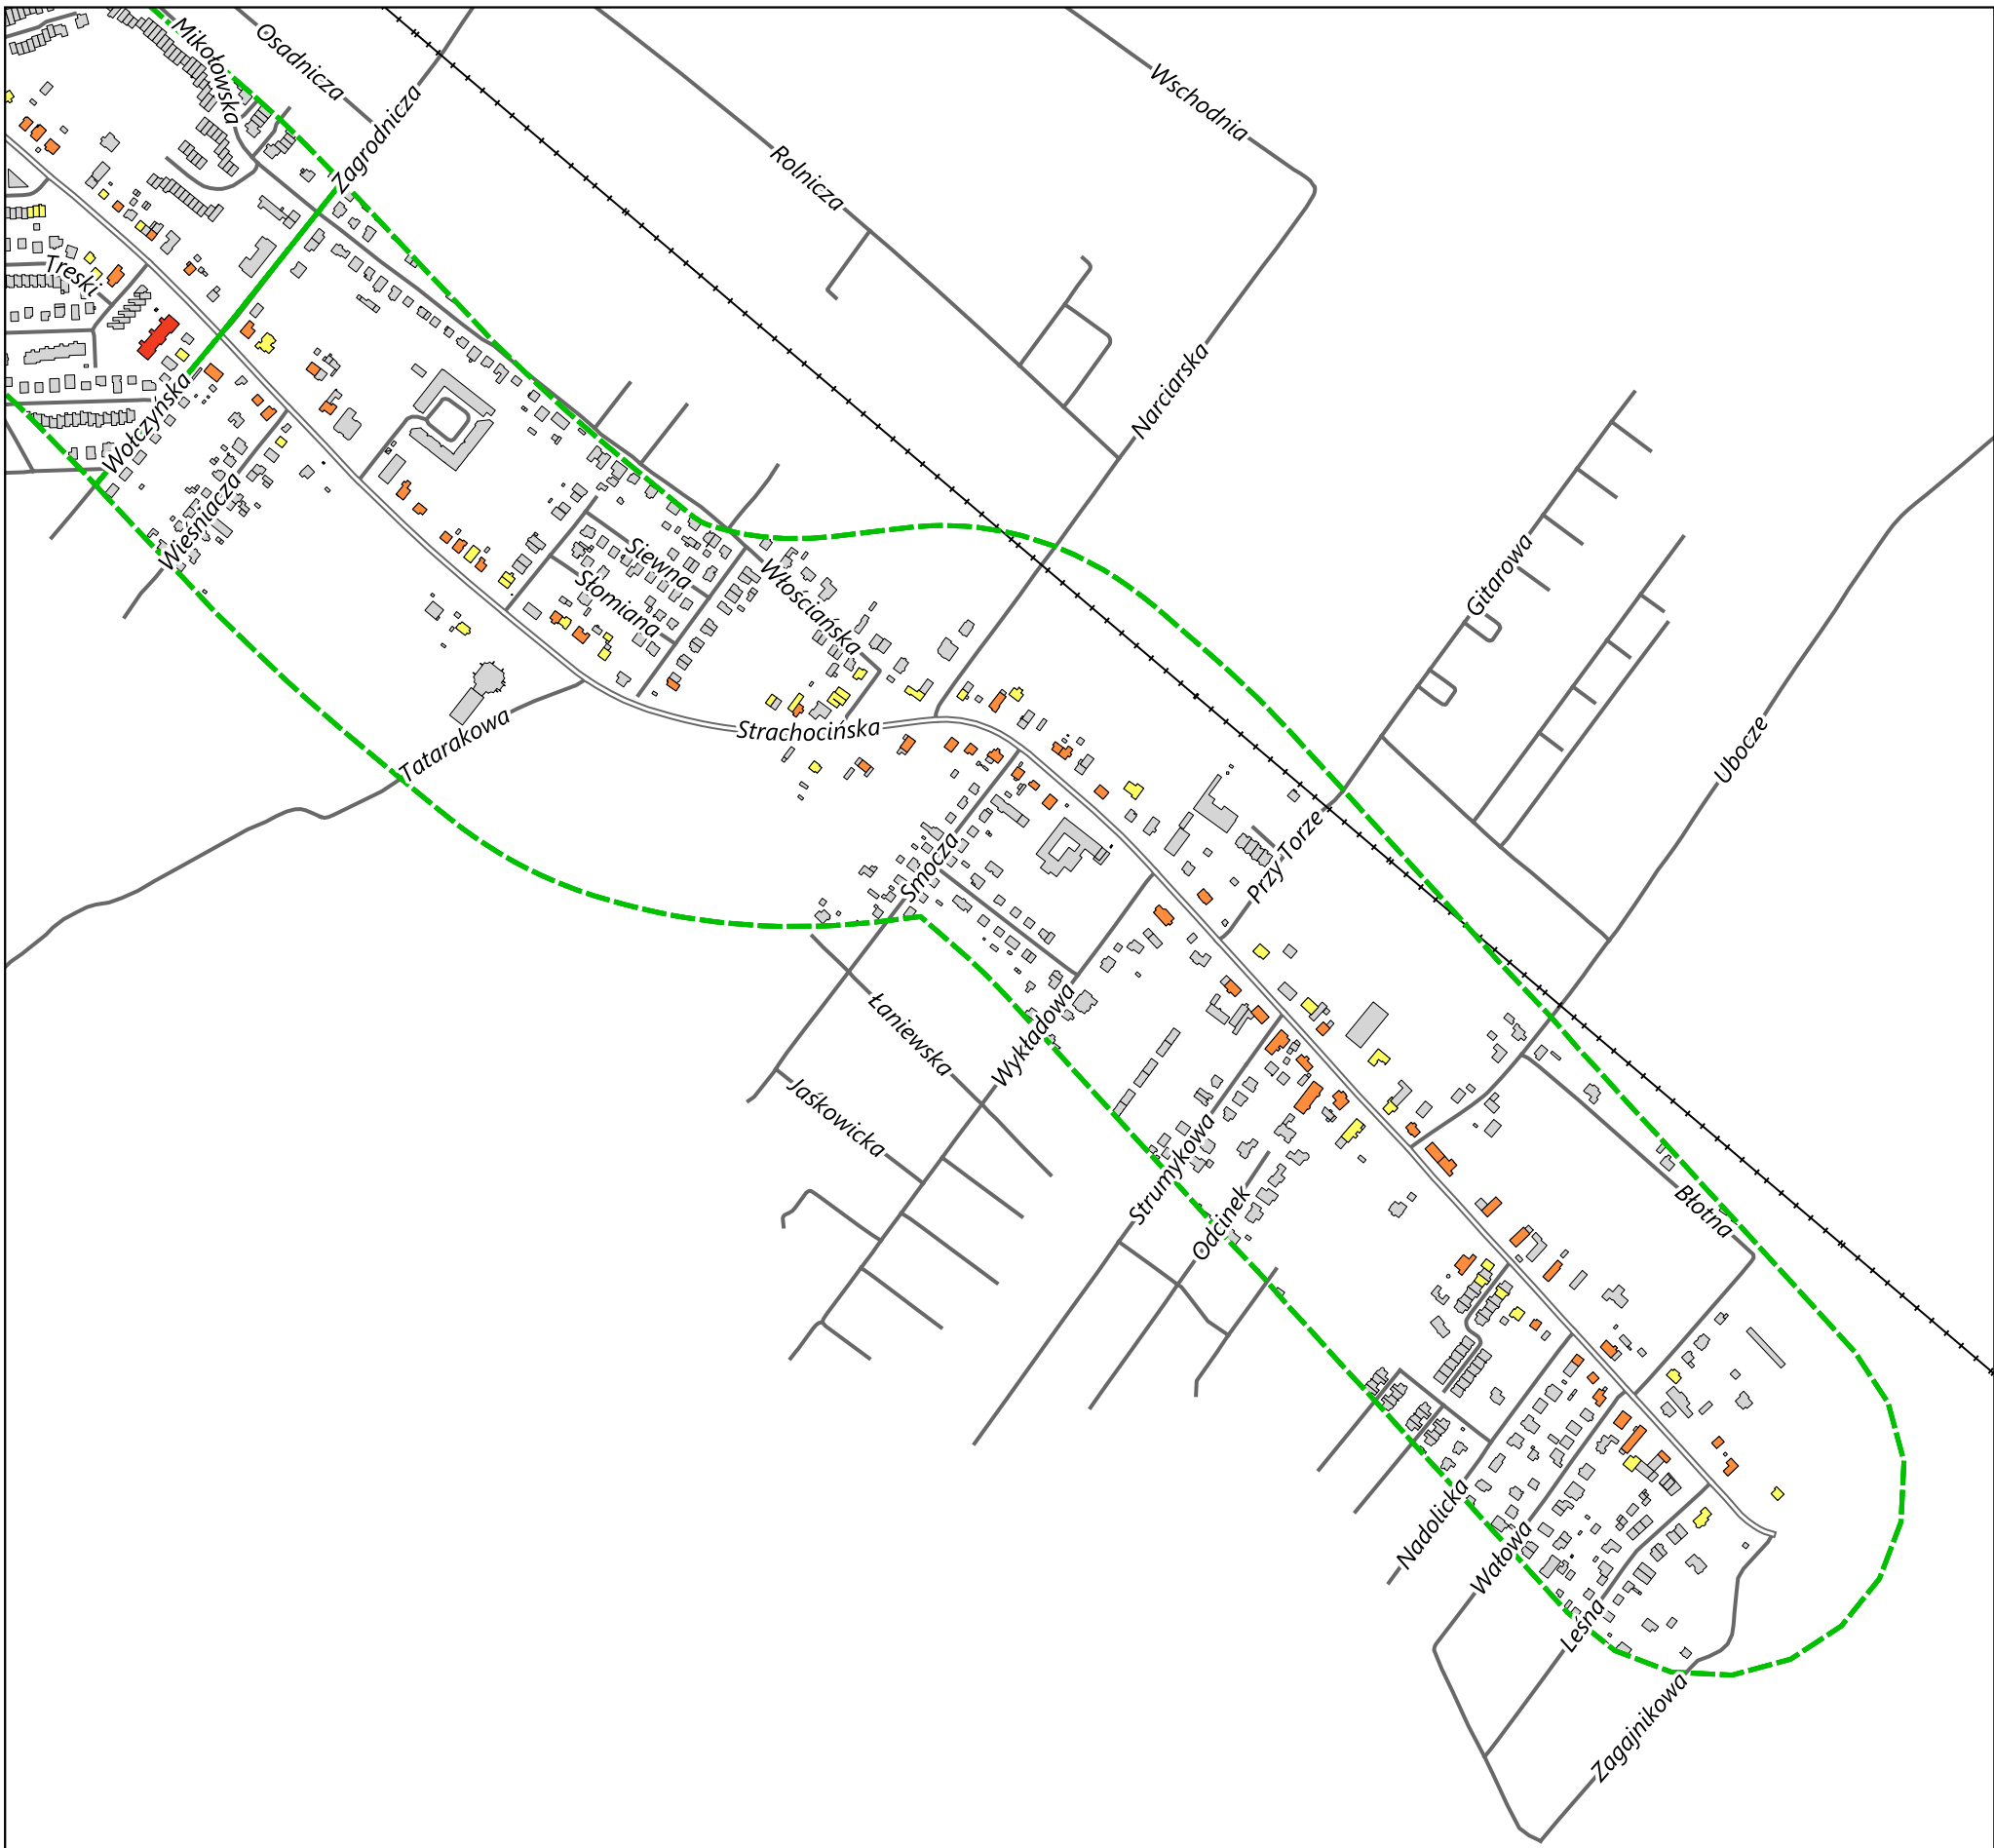 Mikołowska
Osadnicza
Zagrodnicza
Wschodnia
Rolnicza
Treski
Narciarska
Wołczyńska
Wieśniacza
Siewna
Słomiana
Włościańska
Gitarowa
Strachocińska
Tatarakowa
Ubocze
Smocza
Przy Torze
Łaniewska
Wykładowa
Jaśkowicka
Strumykowa
Odcinek
Błotna
Nadolicka
Wałowa
Leśna
Zagajnikowa